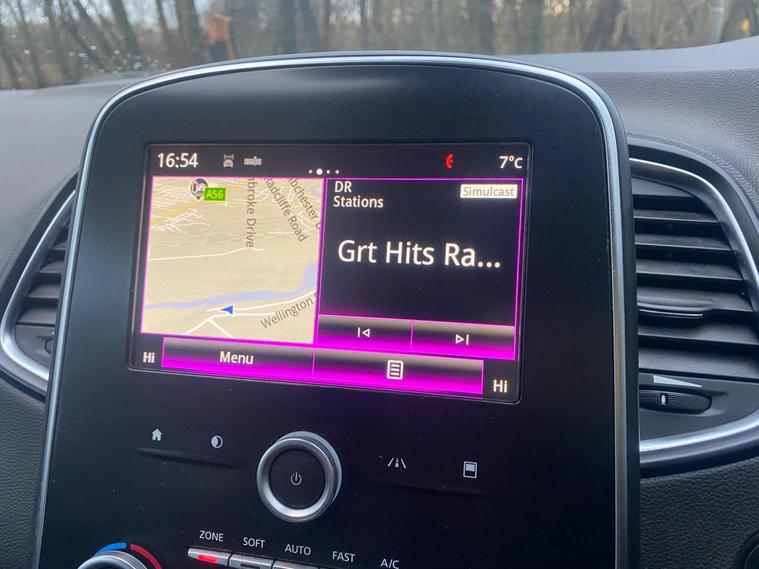 16:54
7°C
A56
nbroke Drive
Radcliffe Road
Wellington
DR
Stations
Simulcast
Grt Hits Ra...
Hi
Menu
Hi
ZONE
SOFT
AUTO
FAST
A/C